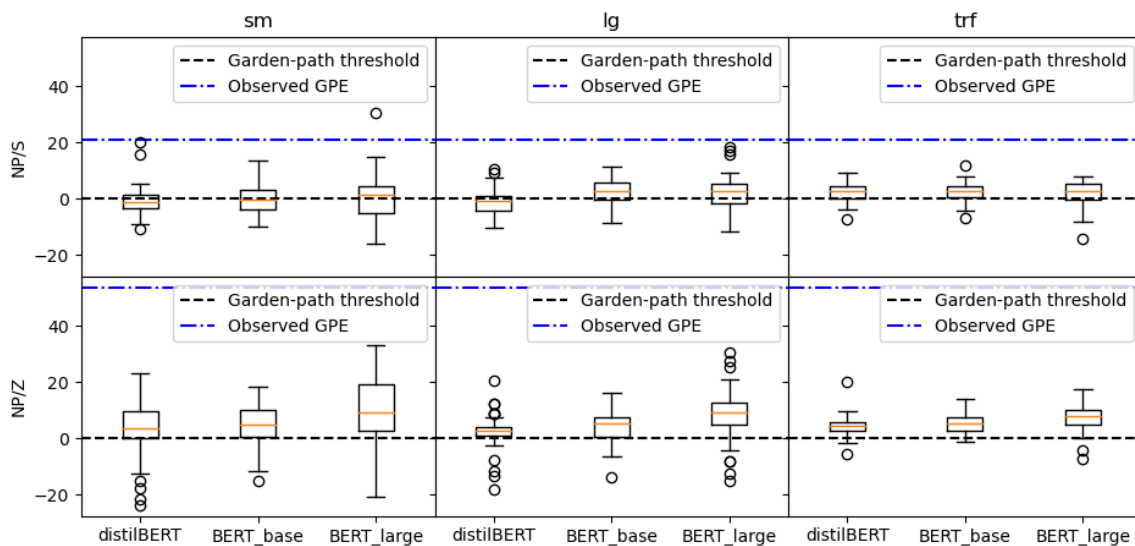 sm lg trf
NP/S
40
20
0
−20
Garden-path threshold
Observed GPE
Garden-path threshold
Observed GPE
Garden-path threshold
Observed GPE
NP/Z
40
20
0
−20
Garden-path threshold
Observed GPE
Garden-path threshold
Observed GPE
Garden-path threshold
Observed GPE
distilBERT BERT_base BERT_large distilBERT BERT_base BERT_large distilBERT BERT_base BERT_large